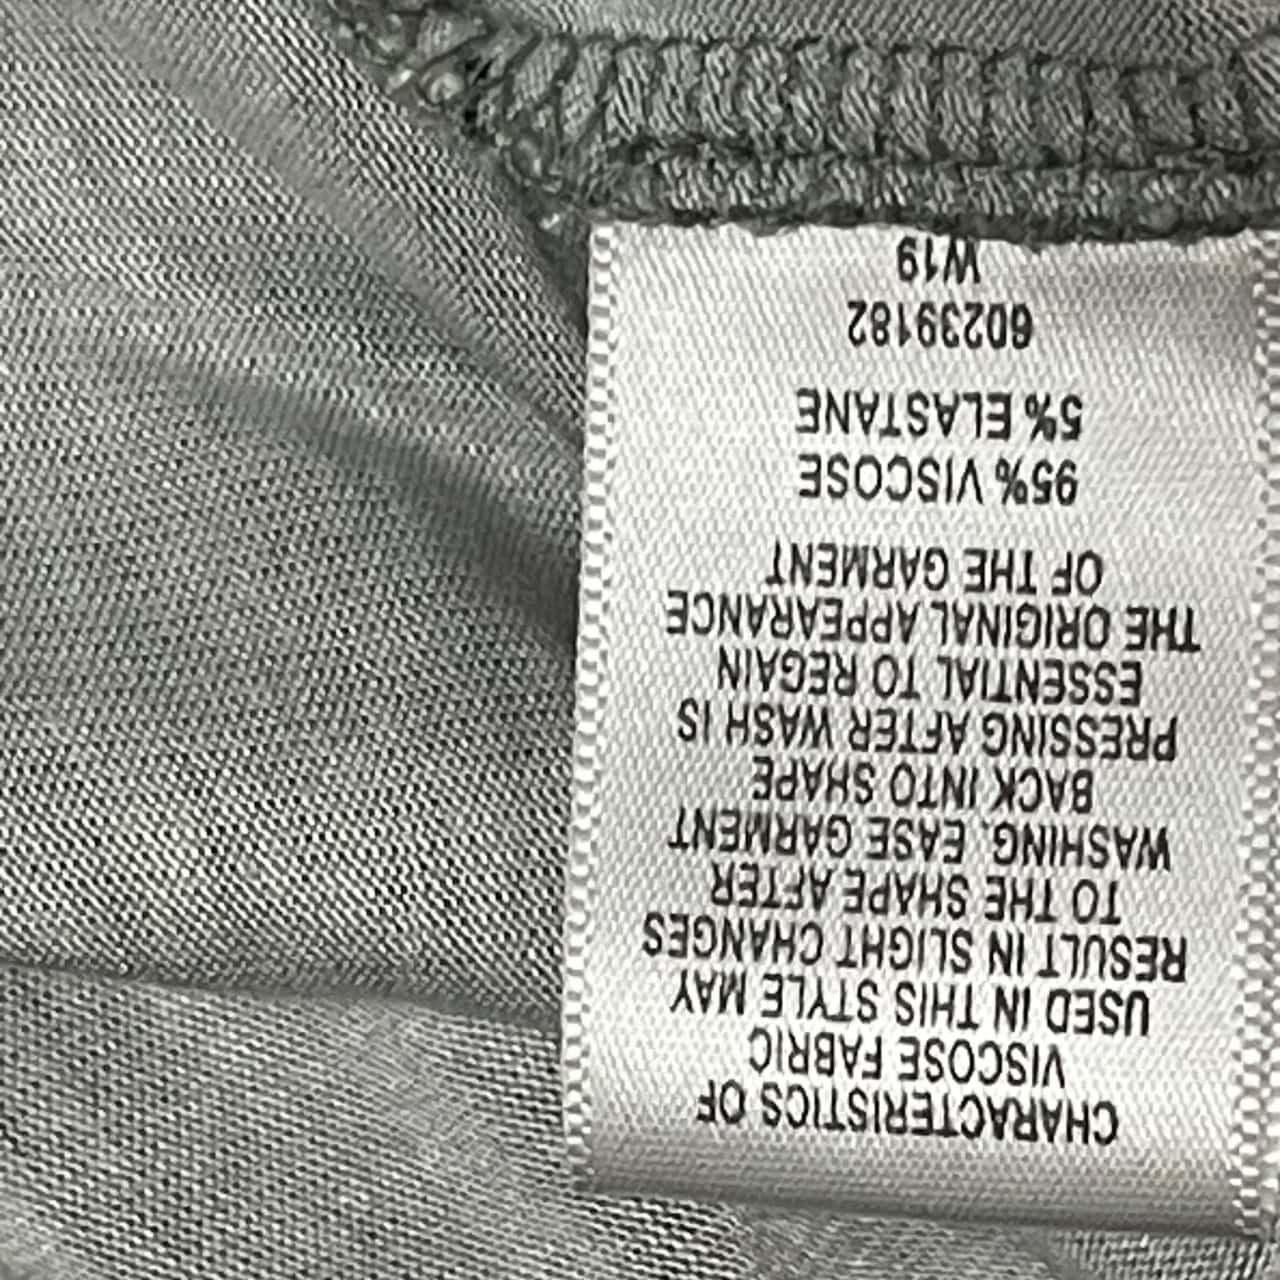 CHARACTERISTICS OF
VISCOSE FABRIC
USED IN THIS STYLE MAY
RESULT IN SLIGHT CHANGES
TO THE SHAPE AFTER
WASHING. EASE GARMENT
BACK INTO SHAPE
PRESSING AFTER WASH IS
ESSENTIAL TO REGAIN
THE ORIGINAL APPEARANCE
OF THE GARMENT
95% VISCOSE
5% ELASTANE
60239182
W19